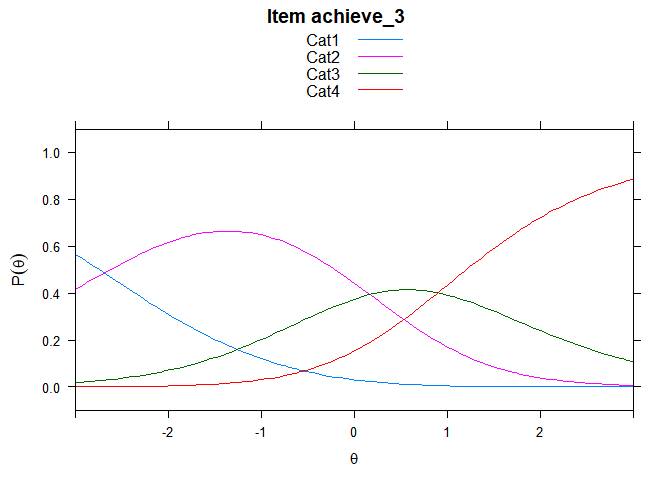 Item achieve_3
Cat1
Cat2
Cat3
Cat4
1.0
0.8
0.6
0.4
0.2
0.0
P(θ)
-2 -1 0 1 2
θ